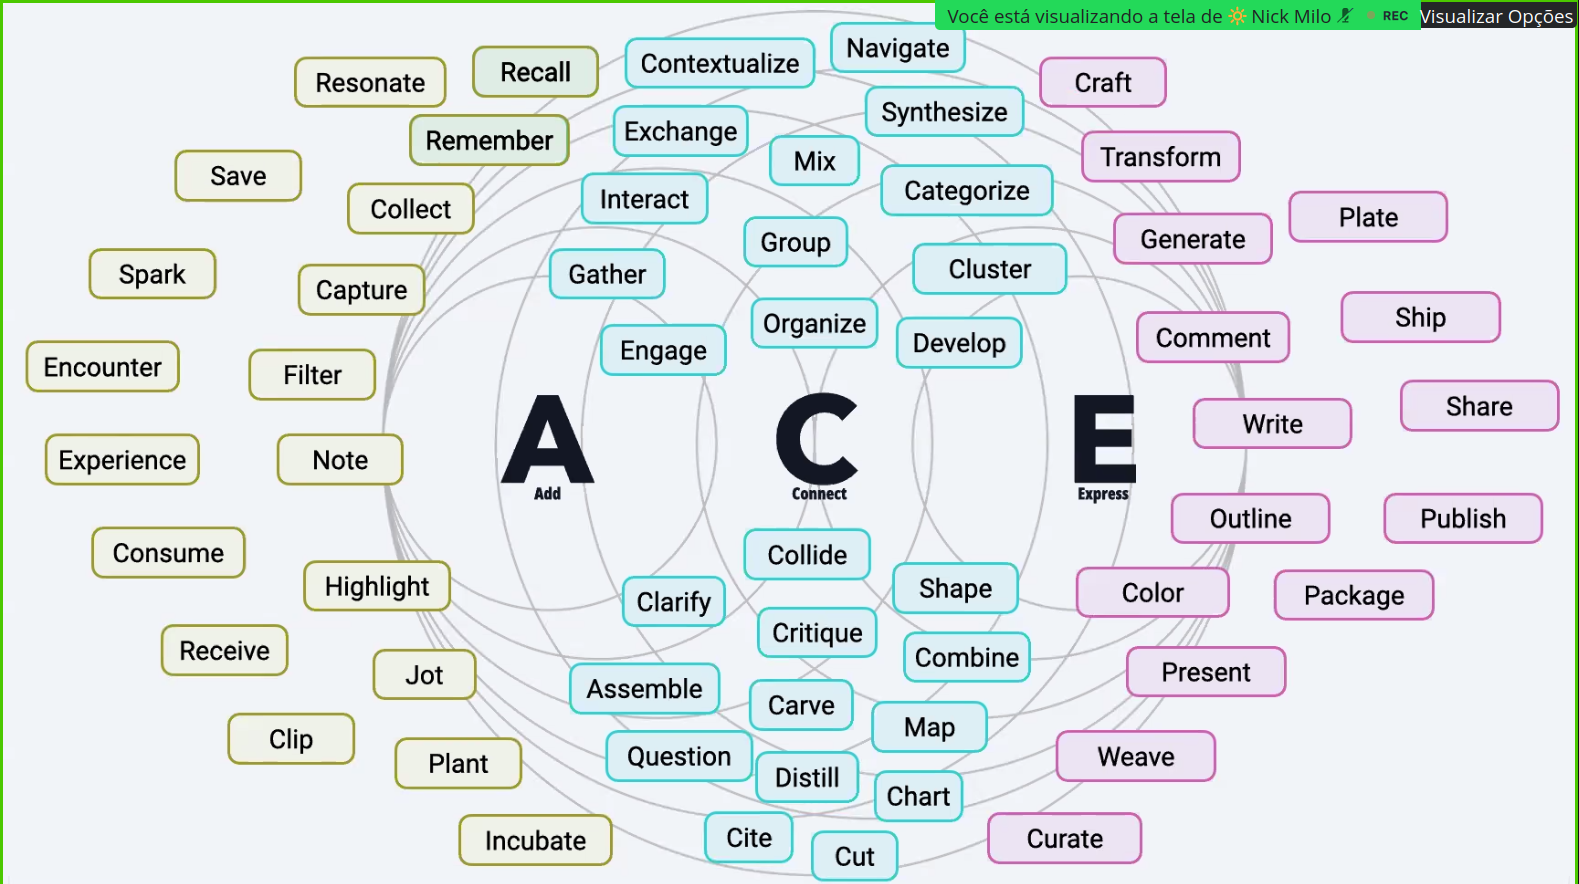 Você está visualizando a tela de 🔆 Nick Milo
REC
Visualizar Opções
Resonate
Recall
Remember
Save
Collect
Spark
Capture
Encounter
Filter
Experience
Note
Consume
Highlight
Receive
Jot
Clip
Plant
Incubate
Contextualize
Navigate
Exchange
Synthesize
Mix
Interact
Categorize
Group
Gather
Cluster
Organize
Engage
Develop
A
Add
C
Connect
E
Express
Collide
Clarify
Shape
Critique
Combine
Assemble
Carve
Map
Question
Distill
Chart
Cite
Cut
Craft
Transform
Plate
Generate
Ship
Comment
Share
Write
Outline
Publish
Color
Package
Present
Weave
Curate